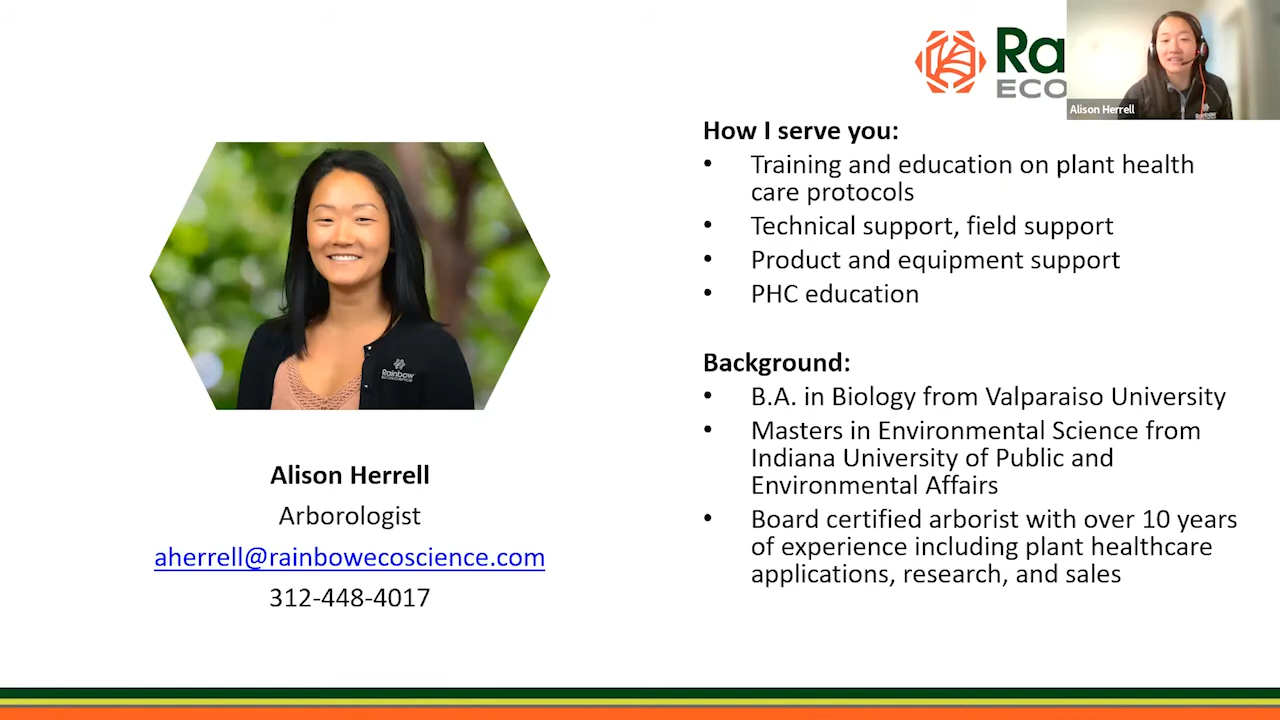 Ra
ECO
Alison Herrell
How I serve you:
• Training and education on plant health
care protocols
• Technical support, field support
• Product and equipment support
• PHC education
Background:
• B.A. in Biology from Valparaiso University
• Masters in Environmental Science from
Indiana University of Public and
Environmental Affairs
• Board certified arborist with over 10 years
of experience including plant healthcare
applications, research, and sales
Rainbow
Alison Herrell
Arborologist
aherrell@rainbowecoscience.com
312-448-4017